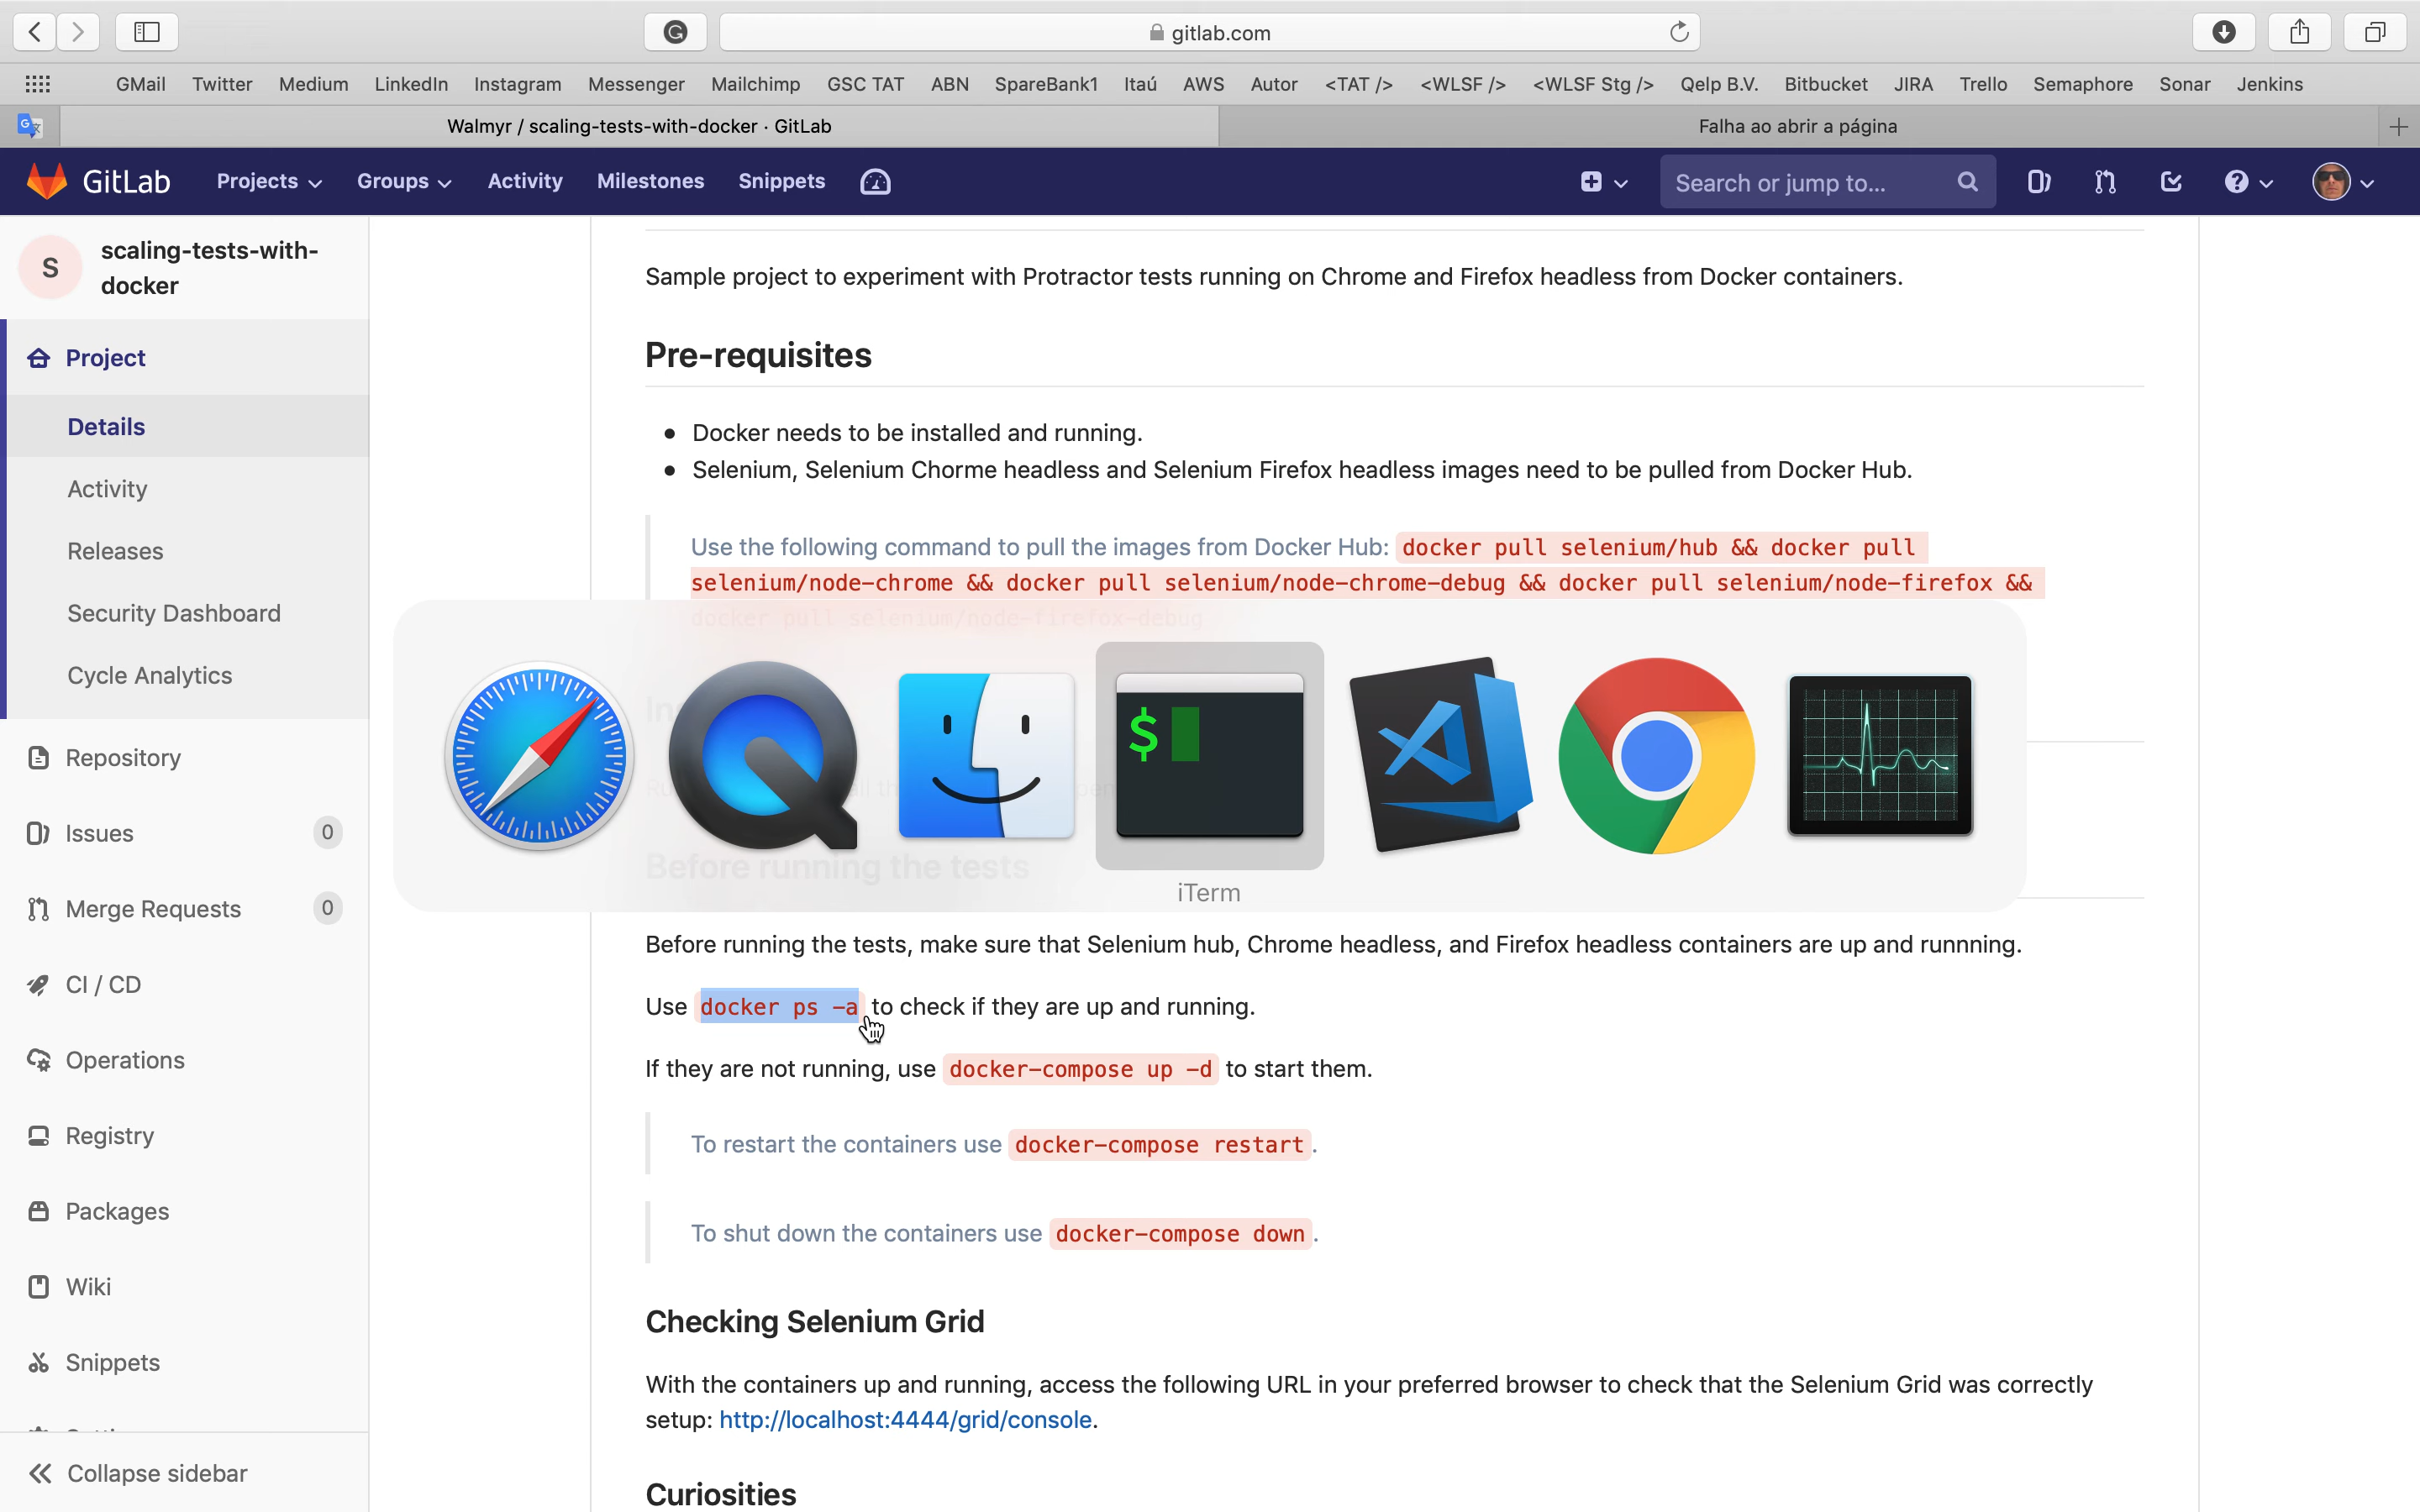 gitlab.com
GMail Twitter Medium LinkedIn Instagram Messenger Mailchimp GSC TAT ABN SpareBank1 Itaú AWS Autor <TAT /> <WLSF /> <WLSF Stg /> Qelp B.V. Bitbucket JIRA Trello Semaphore Sonar Jenkins
Walmyr / scaling-tests-with-docker · GitLab
Falha ao abrir a página
GitLab Projects Groups Activity Milestones Snippets Search or jump to...
S
scaling-tests-with-
docker
Project
Details
Activity
Releases
Security Dashboard
Cycle Analytics
Repository
Issues 0
Merge Requests 0
CI / CD
Operations
Registry
Packages
Wiki
Snippets
Collapse sidebar
Sample project to experiment with Protractor tests running on Chrome and Firefox headless from Docker containers.
Pre-requisites
Docker needs to be installed and running.
Selenium, Selenium Chorme headless and Selenium Firefox headless images need to be pulled from Docker Hub.
Use the following command to pull the images from Docker Hub: docker pull selenium/hub && docker pull
selenium/node-chrome && docker pull selenium/node-chrome-debug && docker pull selenium/node-firefox &&
docker pull selenium/node-firefox-debug
$
iTerm
Before running the tests
Before running the tests, make sure that Selenium hub, Chrome headless, and Firefox headless containers are up and runnning.
Use docker ps -a to check if they are up and running.
If they are not running, use docker-compose up -d to start them.
To restart the containers use docker-compose restart.
To shut down the containers use docker-compose down.
Checking Selenium Grid
With the containers up and running, access the following URL in your preferred browser to check that the Selenium Grid was correctly
setup: http://localhost:4444/grid/console.
Curiosities